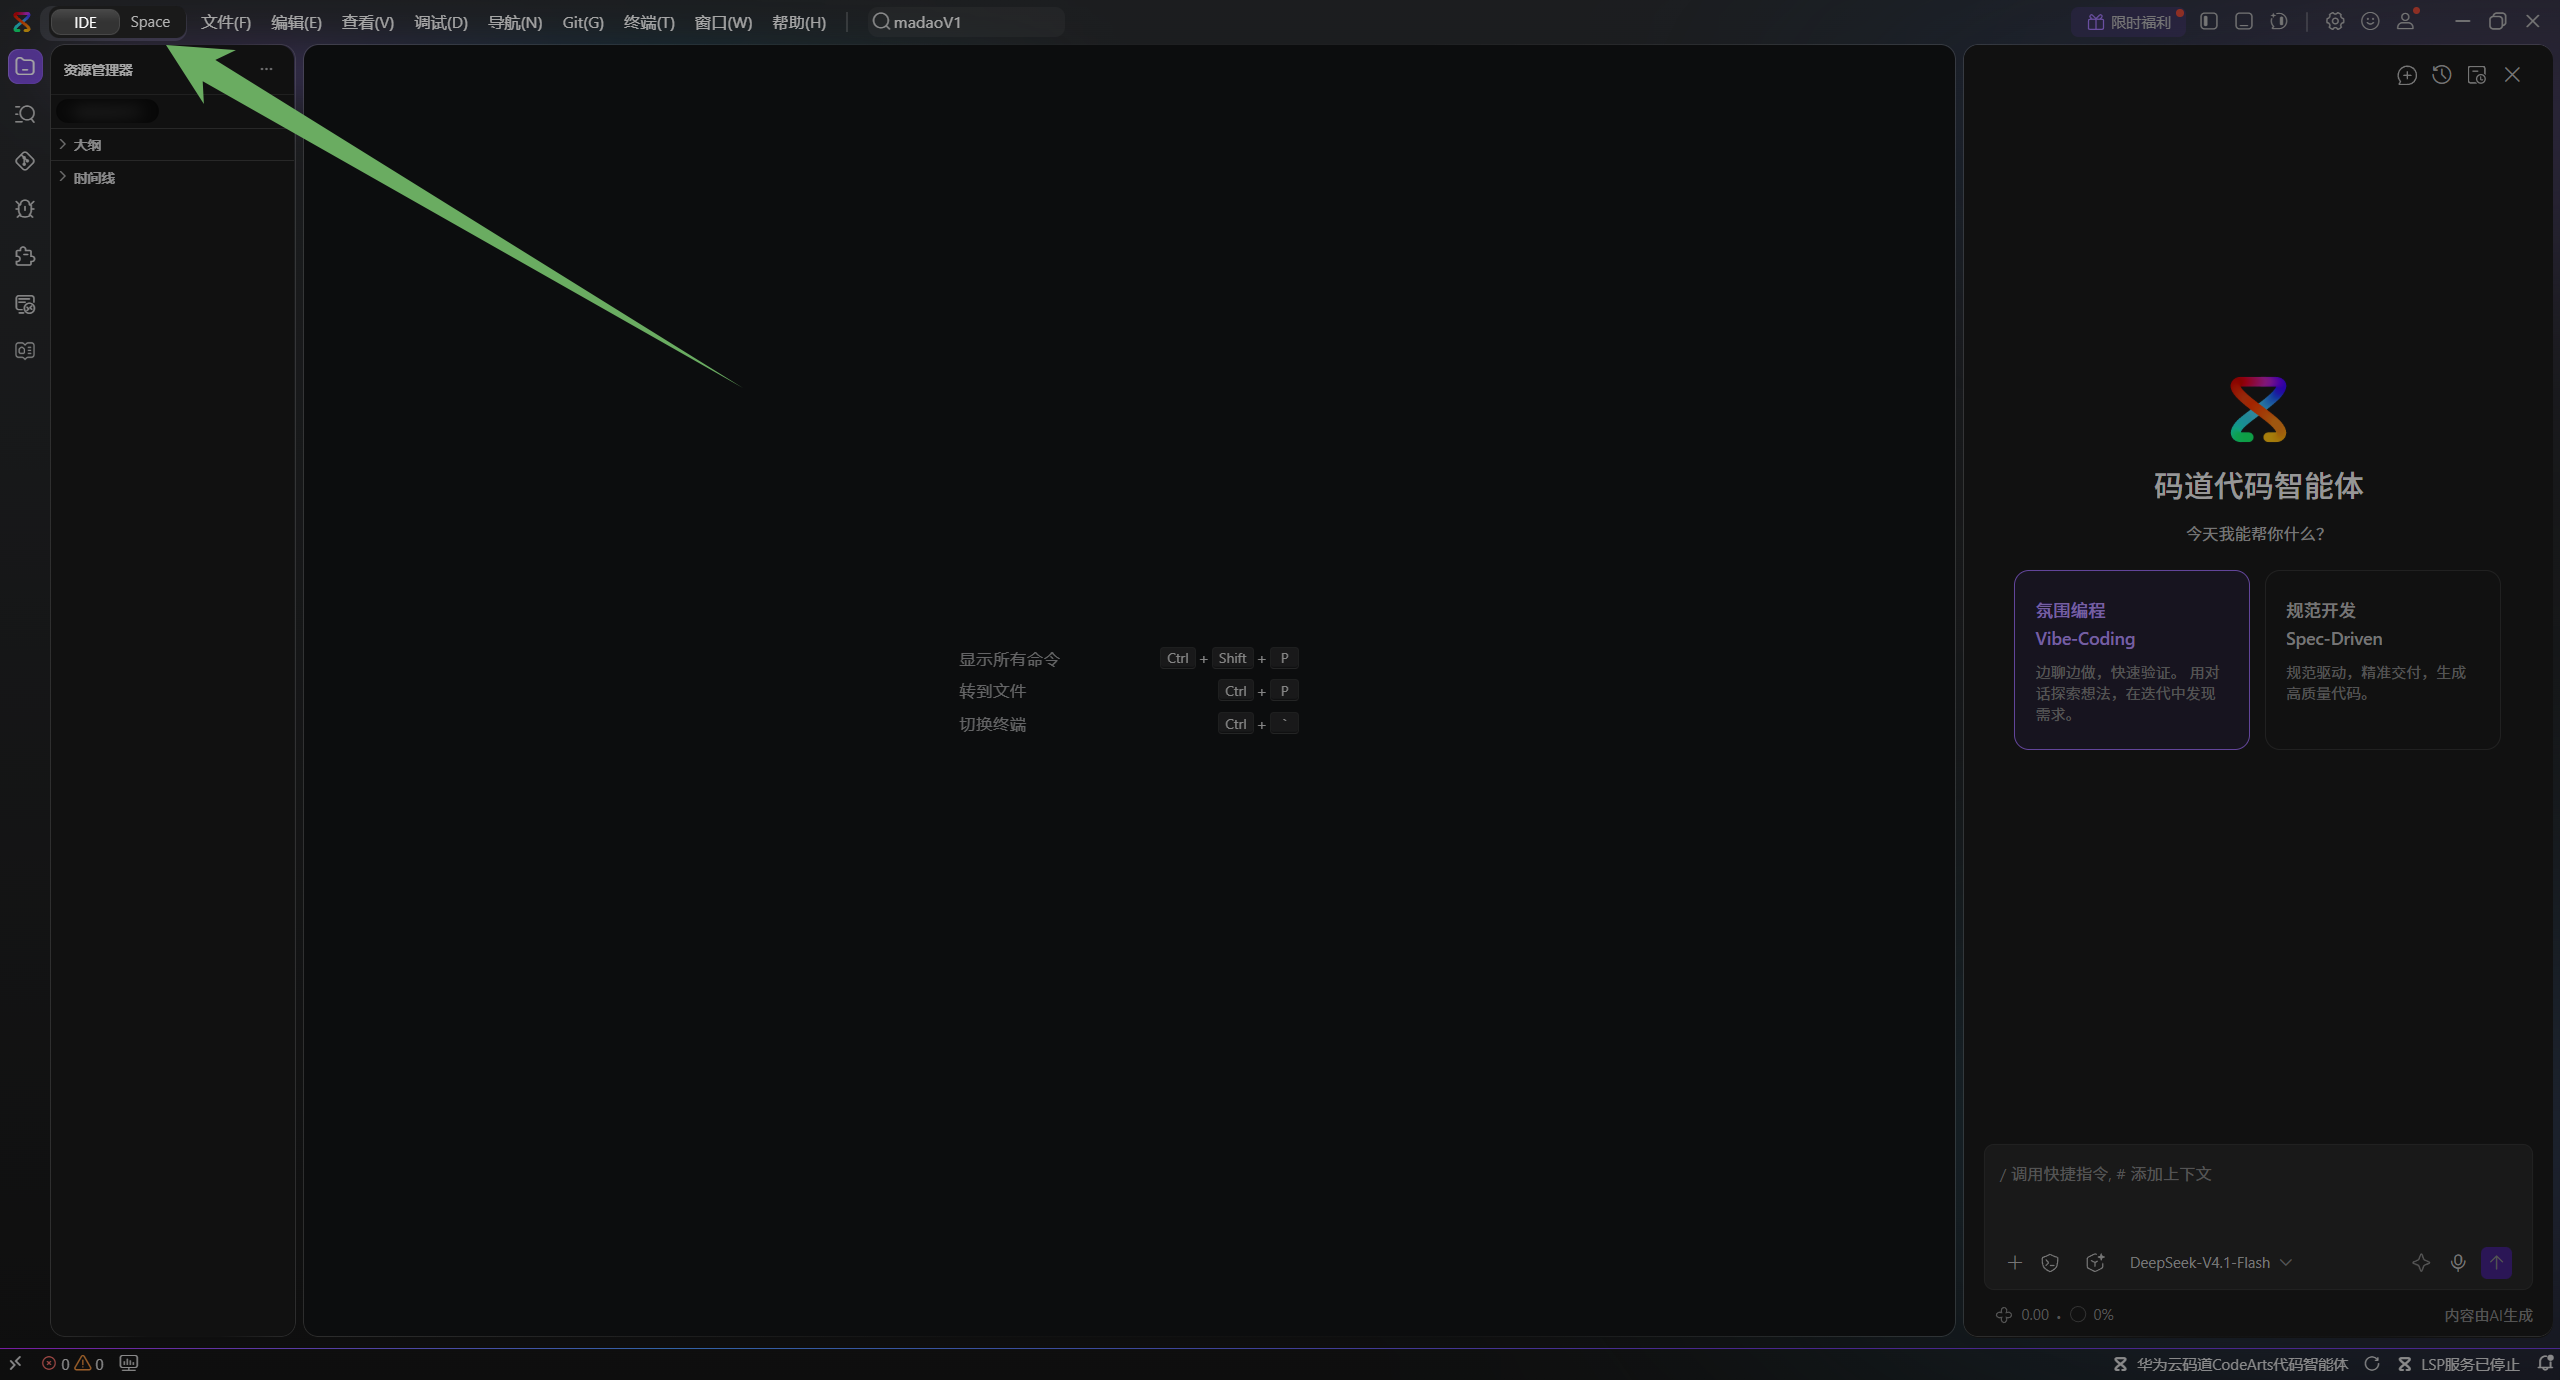 IDE Space 文件(F) 编辑(E) 查看(V) 调试(D) 导航(N) Git(G) 终端(T) 窗口(W) 帮助(H) madaoV1 限时福利
资源管理器
大纲
时间线
显示所有命令 Ctrl + Shift + P
转到文件 Ctrl + P
切换终端 Ctrl + `
码道代码智能体
今天我能帮你什么?
氛围编程
Vibe-Coding
边聊边做，快速验证。 用对
话探索想法，在迭代中发现
需求。
规范开发
Spec-Driven
规范驱动，精准交付，生成
高质量代码。
/ 调用快捷指令, # 添加上下文
DeepSeek-V4.1-Flash
0.00 . 0%
内容由AI生成
0 0 华为云码道CodeArts代码智能体 LSP服务已停止